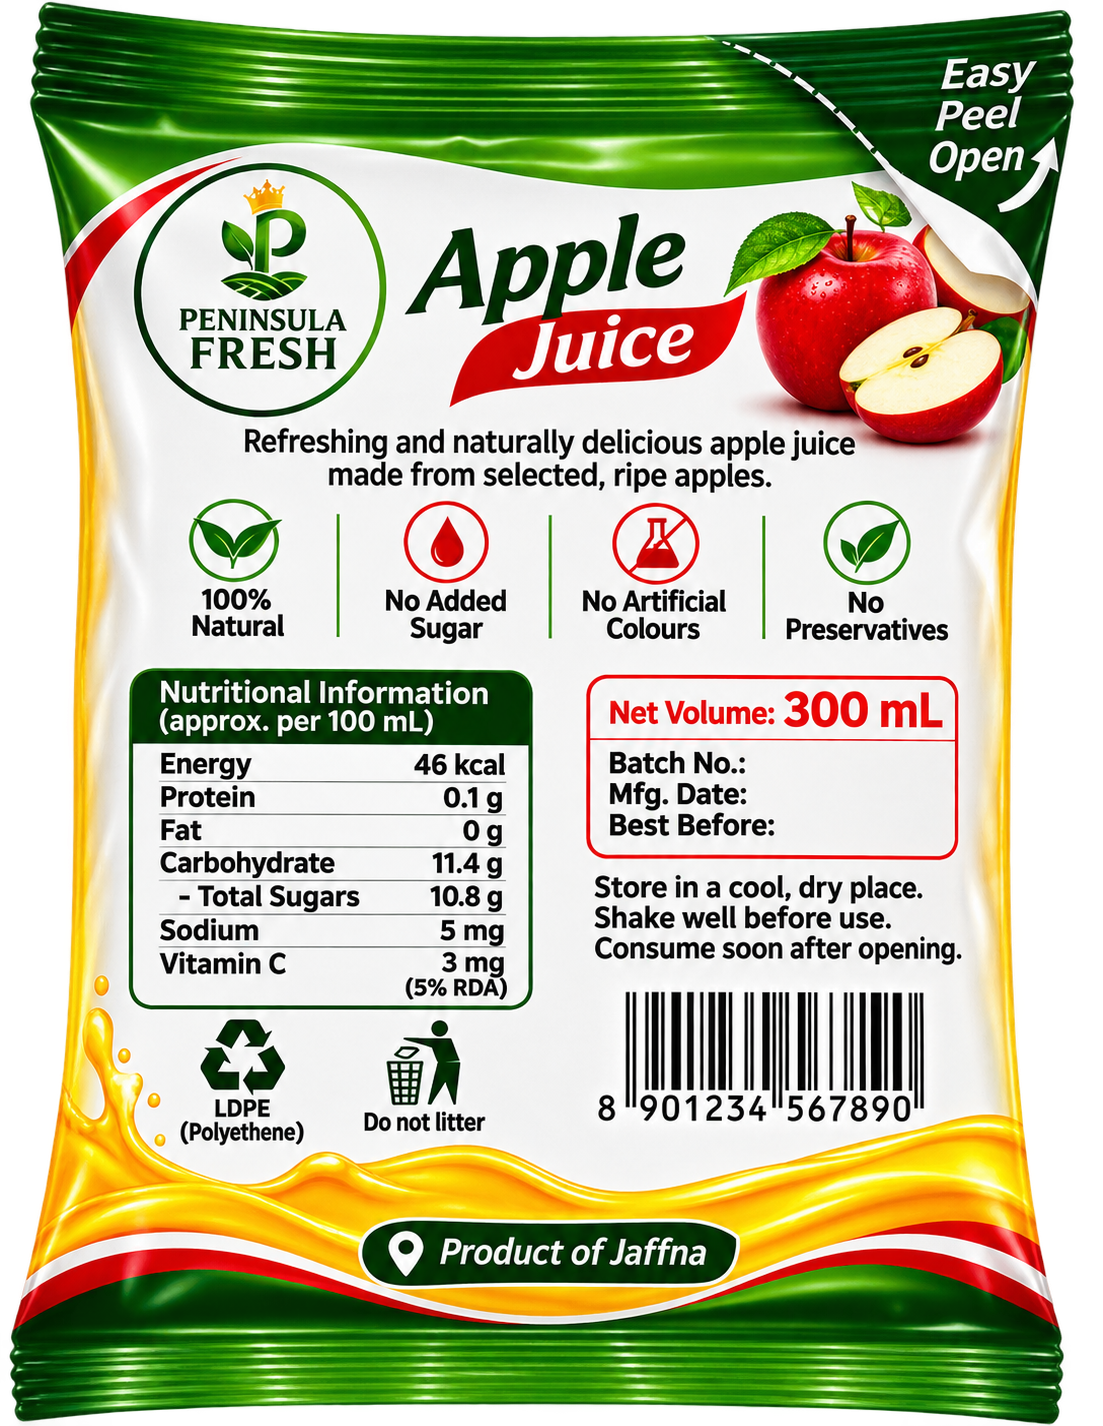 Easy
Peel
Open
P
PENINSULA
FRESH
Apple
Juice
Refreshing and naturally delicious apple juice
made from selected, ripe apples.
100%
Natural
No Added
Sugar
No Artificial
Colours
No
Preservatives
Nutritional Information
(approx. per 100 mL)
Energy 46 kcal
Protein 0.1 g
Fat 0 g
Carbohydrate 11.4 g
- Total Sugars 10.8 g
Sodium 5 mg
Vitamin C 3 mg
(5% RDA)
Net Volume: 300 mL
Batch No.:
Mfg. Date:
Best Before:
Store in a cool, dry place.
Shake well before use.
Consume soon after opening.
LDPE
(Polyethene)
Do not litter
8 901234 567890
Product of Jaffna